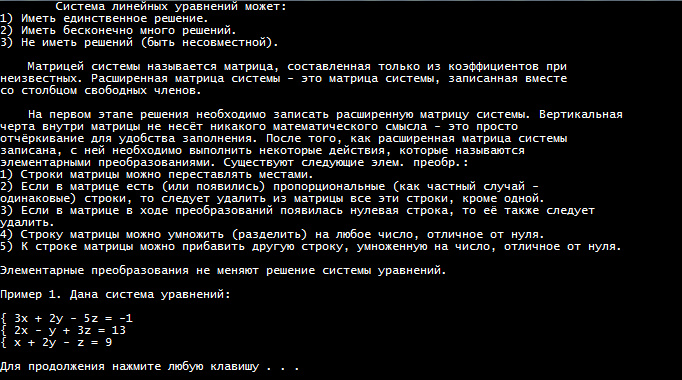 Система линейных уравнений может:
1) Иметь единственное решение.
2) Иметь бесконечно много решений.
3) Не иметь решений (быть несовместной).
Матрицей системы называется матрица, составленная только из коэффициентов при
неизвестных. Расширенная матрица системы - это матрица системы, записанная вместе
со столбцом свободных членов.
На первом этапе решения необходимо записать расширенную матрицу системы. Вертикальная
черта внутри матрицы не несёт никакого математического смысла - это просто
отчёркивание для удобства заполнения. После того, как расширенная матрица системы
записана, с ней необходимо выполнить некоторые действия, которые называются
элементарными преобразованиями. Существуют следующие элем. преобр.:
1) Строки матрицы можно переставлять местами.
2) Если в матрице есть (или появились) пропорциональные (как частный случай -
одинаковые) строки, то следует удалить из матрицы все эти строки, кроме одной.
3) Если в матрице в ходе преобразований появилась нулевая строка, то её также следует
удалить.
4) Строку матрицы можно умножить (разделить) на любое число, отличное от нуля.
5) К строке матрицы можно прибавить другую строку, умноженную на число, отличное от нуля.
Элементарные преобразования не меняют решение системы уравнений.
Пример 1. Дана система уравнений:
{ 3x + 2y - 5z = -1
{ 2x - y + 3z = 13
{ x + 2y - z = 9
Для продолжения нажмите любую клавишу . . .